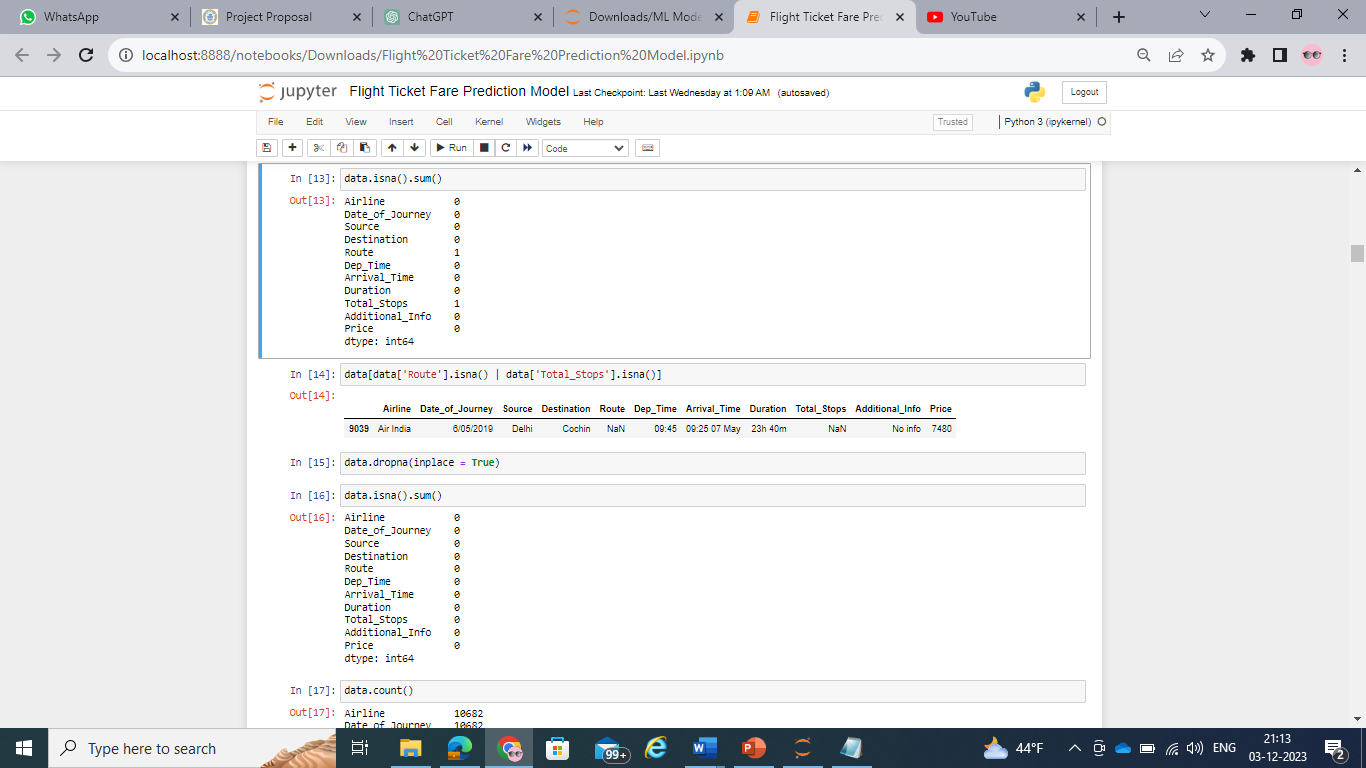 WhatsApp
Project Proposal
ChatGPT
Downloads/ML Mode
Flight Ticket Fare Pre
YouTube
localhost:8888/notebooks/Downloads/Flight%20Ticket%20Fare%20Prediction%20Model.ipynb
jupyter Flight Ticket Fare Prediction Model Last Checkpoint: Last Wednesday at 1:09 AM (autosaved)
Logout
File Edit View Insert Cell Kernel Widgets Help
Trusted
Python 3 (ipykernel)
Run
Code
In [13]: data.isna().sum()
Out[13]: Airline 0
Date_of_Journey 0
Source 0
Destination 0
Route 1
Dep_Time 0
Arrival_Time 0
Duration 0
Total_Stops 1
Additional_Info 0
Price 0
dtype: int64
In [14]: data[data['Route'].isna() | data['Total_Stops'].isna()]
Out[14]:
Airline Date_of_Journey Source Destination Route Dep_Time Arrival_Time Duration Total_Stops Additional_Info Price
9039 Air India 6/05/2019 Delhi Cochin NaN 09:45 09:25 07 May 23h 40m NaN No info 7480
In [15]: data.dropna(inplace = True)
In [16]: data.isna().sum()
Out[16]: Airline 0
Date_of_Journey 0
Source 0
Destination 0
Route 0
Dep_Time 0
Arrival_Time 0
Duration 0
Total_Stops 0
Additional_Info 0
Price 0
dtype: int64
In [17]: data.count()
Out[17]: Airline 10682
Date_of_Journey 10682
Type here to search
99+
44°F
ENG
21:13
03-12-2023
2